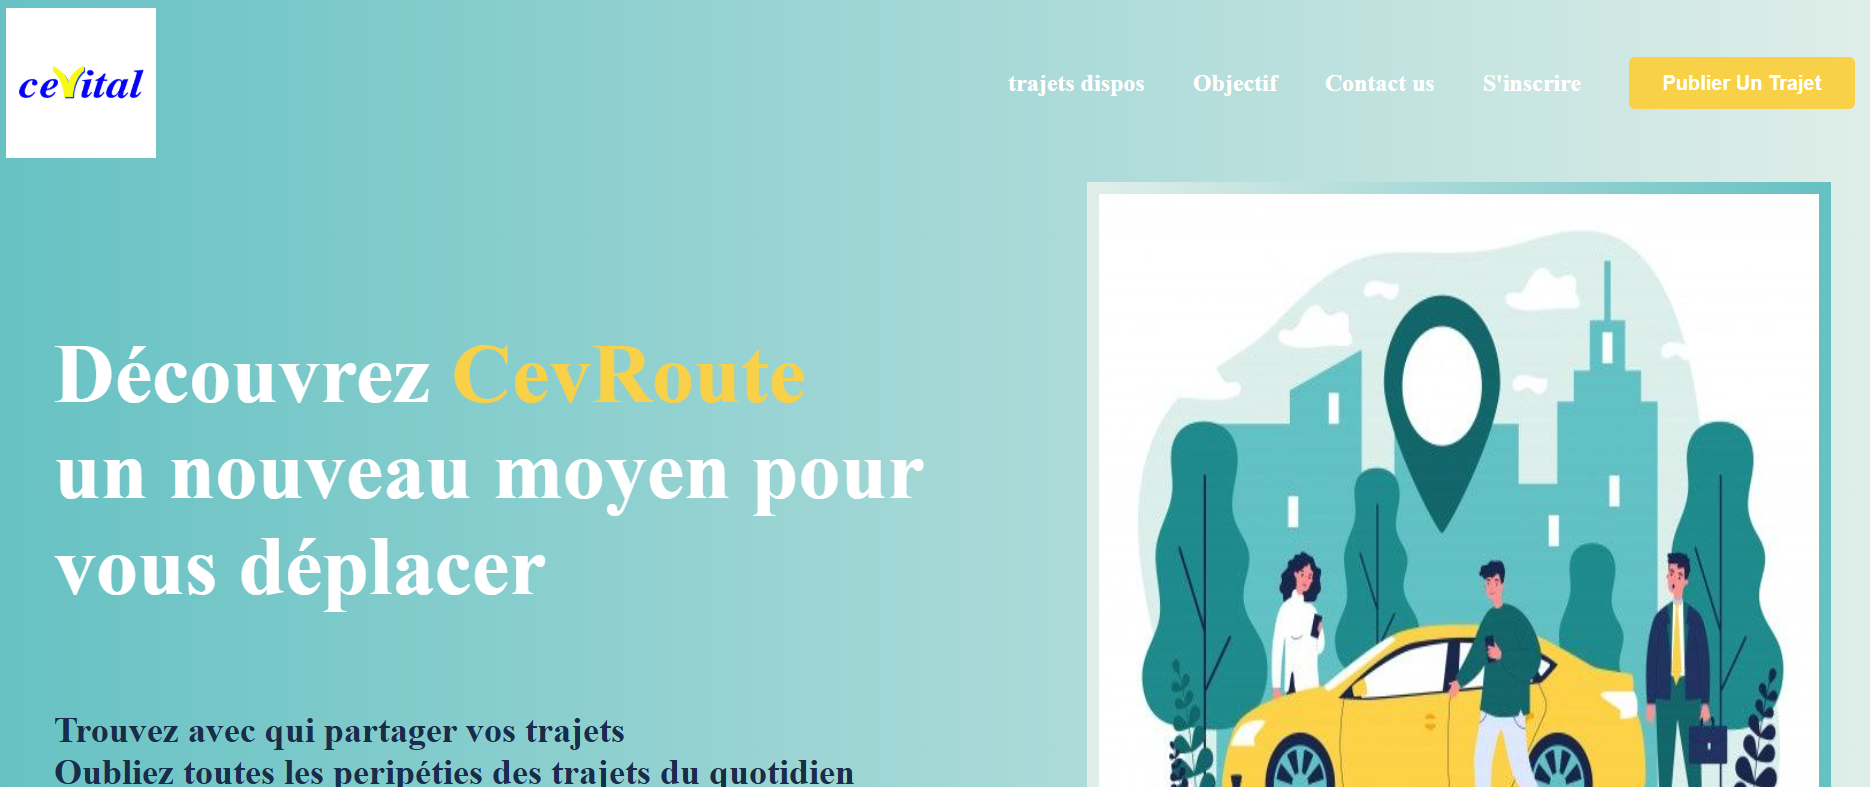 ceVital
trajets dispos Objectif Contact us S'inscrire Publier Un Trajet
Découvrez CevRoute
un nouveau moyen pour
vous déplacer
Trouvez avec qui partager vos trajets
Oubliez toutes les peripéties des trajets du quotidien